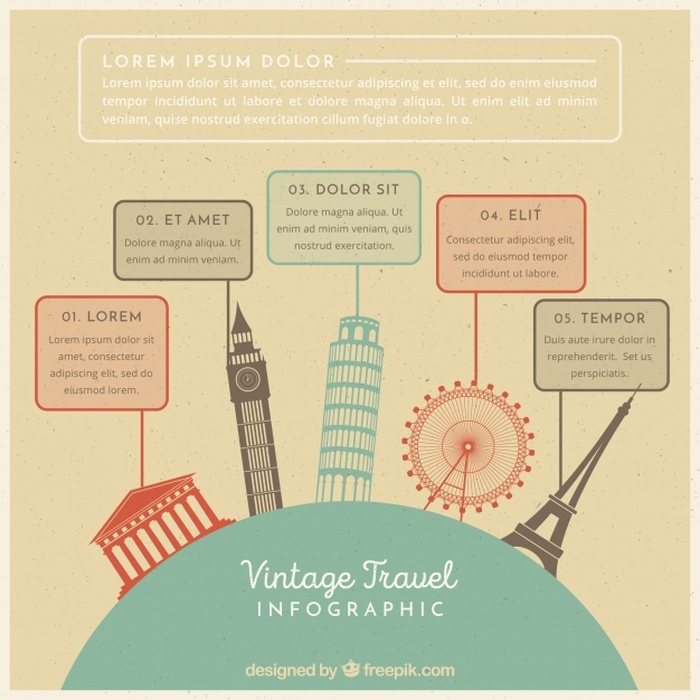 LOREM IPSUM DOLOR
Lorem ipsum dolor sit amet, consectetur adipiscing et elit, sed do enim eiusmod
tempor incididunt ut labore et dolore magna aliqua. Ut enim elit ad minim
veniam, quise nostrud exercitation cillum fugiat dolore in o.
01. LOREM
Lorem ipsum dolor sit
amet, consectetur
adipiscing et elit, sed do
eiusmod lorem.
02. ET AMET
Dolore magna aliqua. Ut
enim ad minim veniam.
03. DOLOR SIT
Dolore magna aliqua. Ut
enim ad minim veniam, quis
nostrud exercitation.
04. ELIT
Consectetur adipiscing elit,
sed do eiusmod tempor
incididunt ut labore.
05. TEMPOR
Duis aute irure dolor in
reprehenderit. Set us
perspiciatis.
Vintage Travel
INFOGRAPHIC
designed by freepik.com